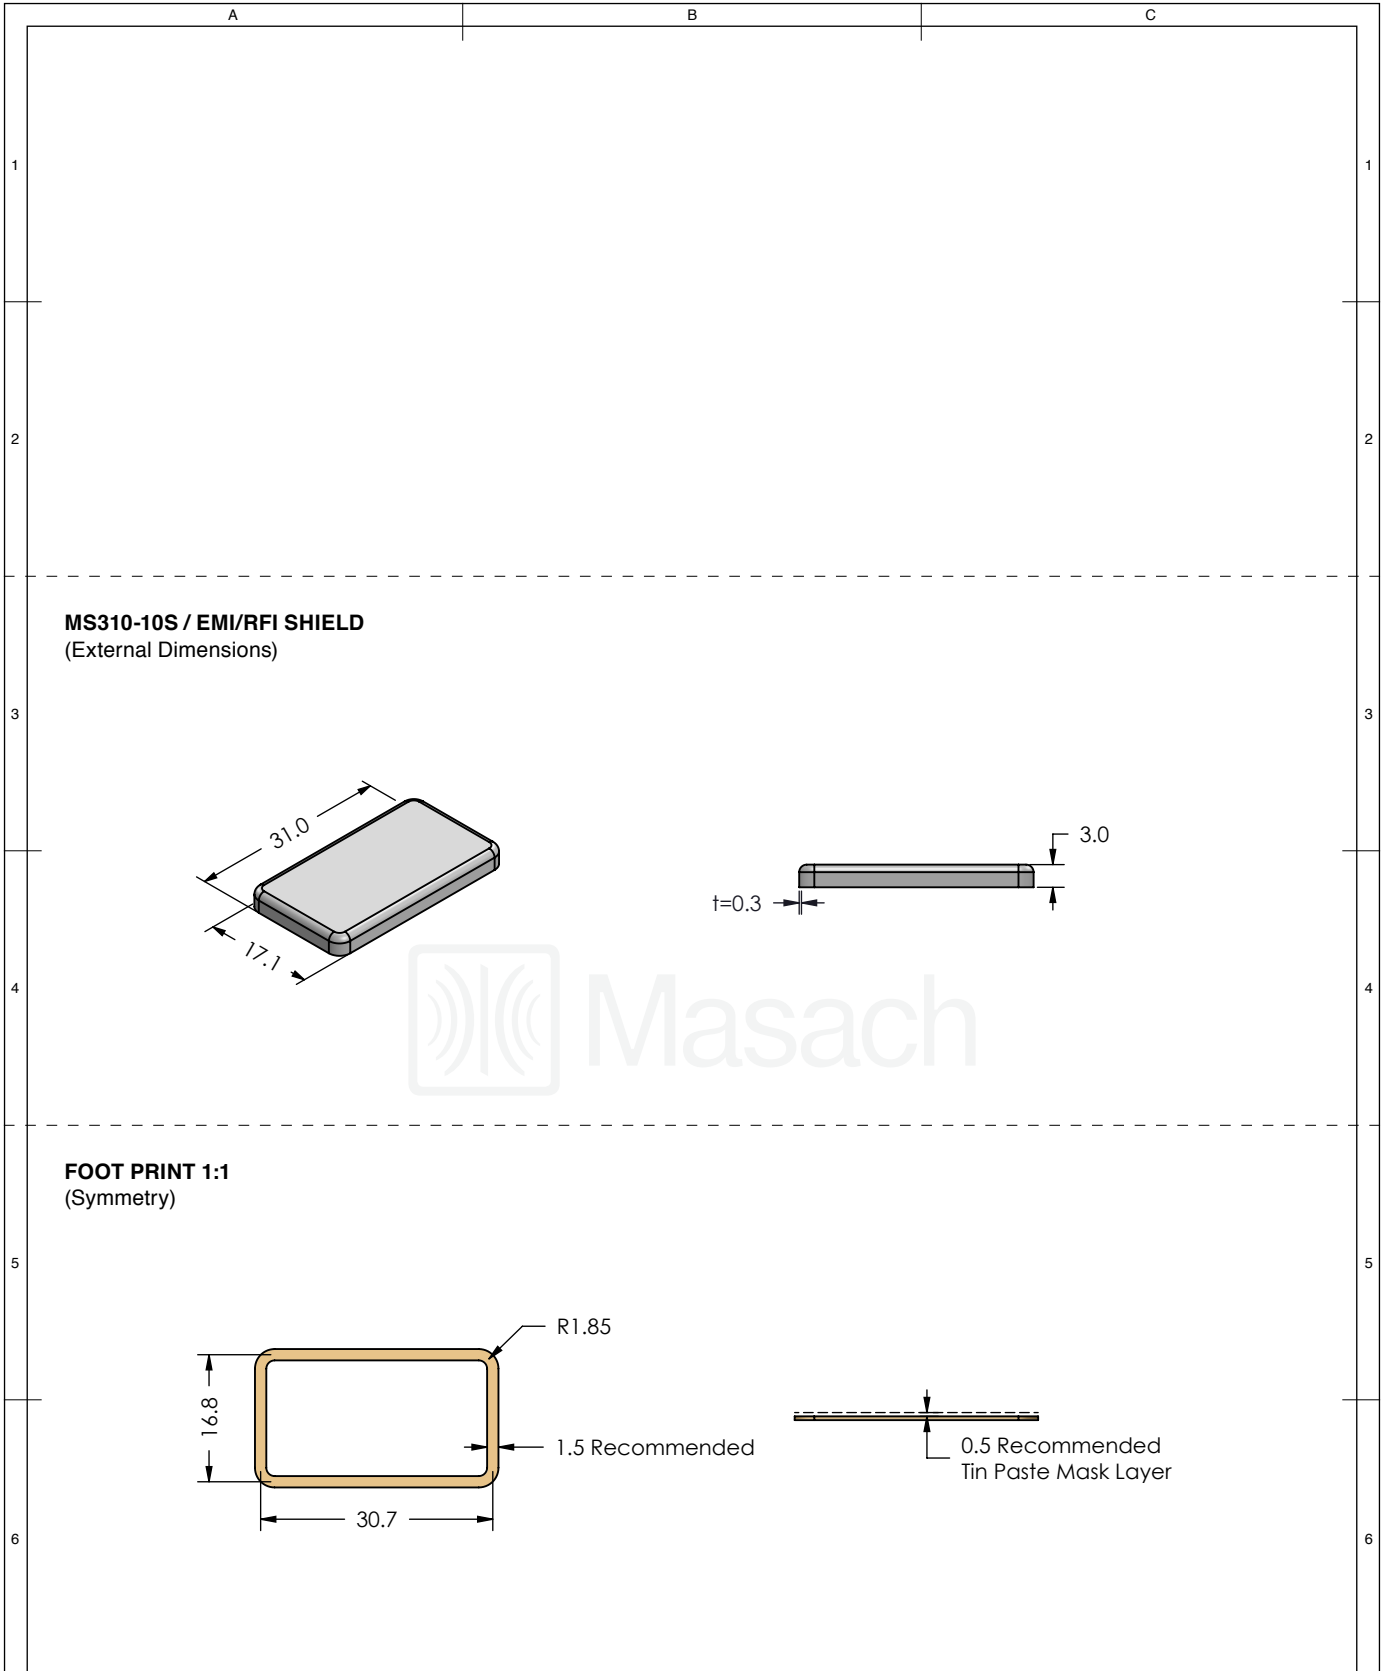 A B C
1 1
2 2
MS310-10S / EMI/RFI SHIELD
(External Dimensions)
3 3
31.0
3.0
t=0.3
17.1
Masach
4 4
FOOT PRINT 1:1
(Symmetry)
5 5
R1.85
16.8
1.5 Recommended
0.5 Recommended
Tin Paste Mask Layer
30.7
6 6